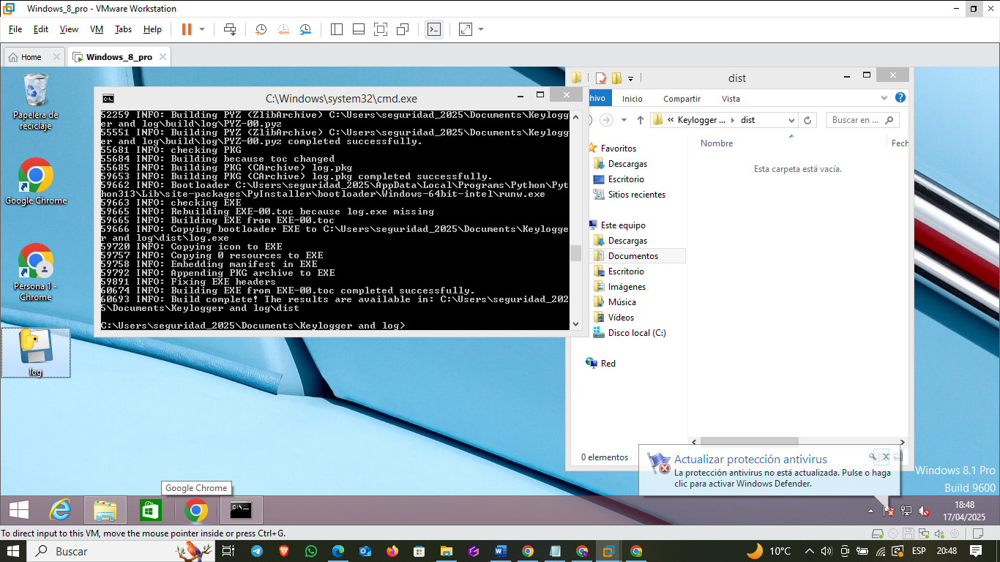 Windows_8_pro - VMware Workstation
File Edit View VM Tabs Help
Home Windows_8_pro
Papelera de
reciclaje
Google Chrome
Persona 1 -
Chrome
log
C:\Windows\system32\cmd.exe
52259 INFO: Building PYZ (ZlibArchive) C:\Users\seguridad_2025\Documents\Keylogg
er and log\build\log\PYZ-00.pyz
55551 INFO: Building PYZ (ZlibArchive) C:\Users\seguridad_2025\Documents\Keylogg
er and log\build\log\PYZ-00.pyz completed successfully.
55681 INFO: checking PKG
55684 INFO: Building because toc changed
55685 INFO: Building PKG (CArchive) log.pkg
59653 INFO: Building PKG (CArchive) log.pkg completed successfully.
59662 INFO: Bootloader C:\Users\seguridad_2025\AppData\Local\Programs\Python\Pyt
hon313\Lib\site-packages\PyInstaller\bootloader\Windows-64bit-intel\runw.exe
59663 INFO: checking EXE
59665 INFO: Rebuilding EXE-00.toc because log.exe missing
59665 INFO: Building EXE from EXE-00.toc
59666 INFO: Copying bootloader EXE to C:\Users\seguridad_2025\Documents\Keylogge
r and log\dist\log.exe
59720 INFO: Copying icon to EXE
59757 INFO: Copying 0 resources to EXE
59758 INFO: Embedding manifest in EXE
59792 INFO: Appending PKG archive to EXE
59891 INFO: Fixing EXE headers
60674 INFO: Building EXE from EXE-00.toc completed successfully.
60693 INFO: Build complete! The results are available in: C:\Users\seguridad_202
5\Documents\Keylogger and log\dist
C:\Users\seguridad_2025\Documents\Keylogger and log>
dist
hivo Inicio Compartir Vista
« Keylogger ... dist Buscar en ...
Nombre Fech
Esta carpeta está vacía.
Favoritos
Descargas
Escritorio
Sitios recientes
Este equipo
Descargas
Documentos
Escritorio
Imágenes
Música
Vídeos
Disco local (C:)
Red
0 elementos
Actualizar protección antivirus
La protección antivirus no está actualizada. Pulse o haga
clic para activar Windows Defender.
Windows 8.1 Pro
Build 9600
Google Chrome
18:48
17/04/2025
To direct input to this VM, move the mouse pointer inside or press Ctrl+G.
Buscar
10°C
ESP
20:48